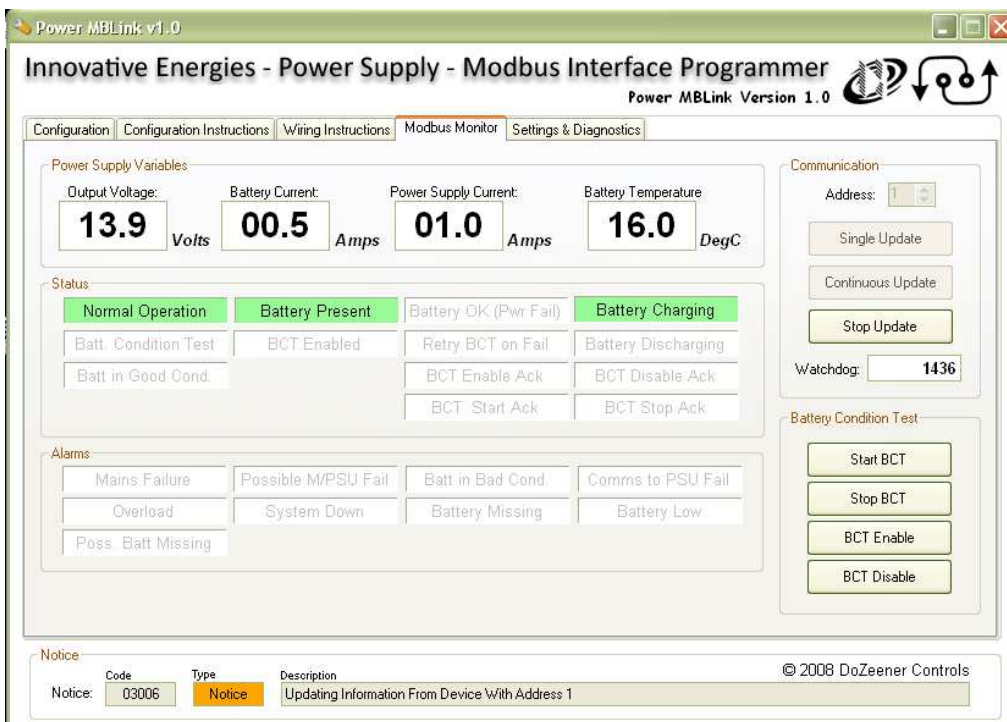 Power MBLink v1.0
Innovative Energies - Power Supply - Modbus Interface Programmer
Power MBLink Version 1.0
Configuration Configuration Instructions Wiring Instructions Modbus Monitor Settings & Diagnostics
Power Supply Variables
Output Voltage: Battery Current: Power Supply Current: Battery Temperature
13.9 Volts 00.5 Amps 01.0 Amps 16.0 DegC
Status
Normal Operation Battery Present Battery OK (Pwr Fail) Battery Charging
Batt. Condition Test BCT Enabled Retry BCT on Fail Battery Discharging
Batt in Good Cond. BCT Enable Ack BCT Disable Ack
BCT Start Ack BCT Stop Ack
Alarms
Mains Failure Possible M/PSU Fail Batt in Bad Cond. Comms to PSU Fail
Overload System Down Battery Missing Battery Low
Poss. Batt Missing
Communication
Address: 1
Single Update
Continuous Update
Stop Update
Watchdog: 1436
Battery Condition Test
Start BCT
Stop BCT
BCT Enable
BCT Disable
Notice
© 2008 DoZeener Controls
Code Type Description
Notice: 03006 Notice Updating Information From Device With Address 1